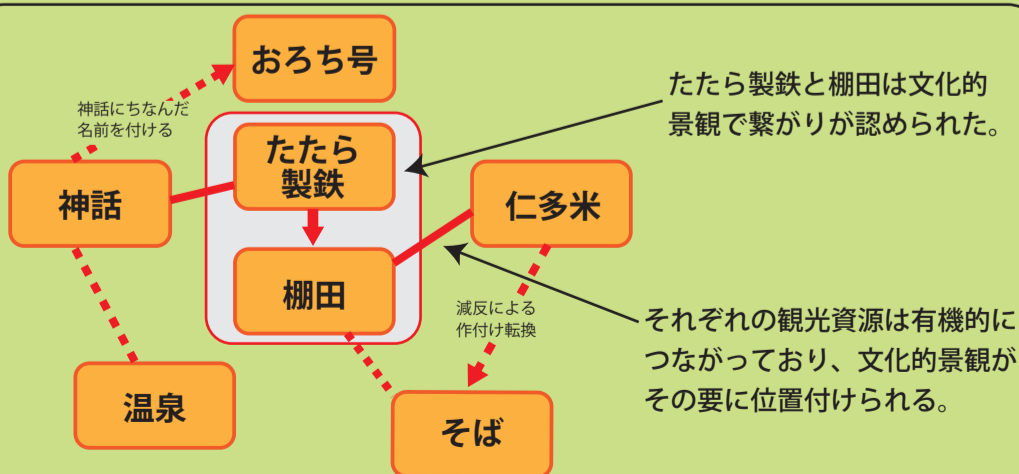 おろち号
神話にちなんだ
名前を付ける
たたら
製鉄
たたら製鉄と棚田は文化的
景観で繋がりが認められた。
神話
仁多米
棚田
減反による
作付け転換
それぞれの観光資源は有機的に
つながっており、文化的景観が
その要に位置付けられる。
温泉
そば